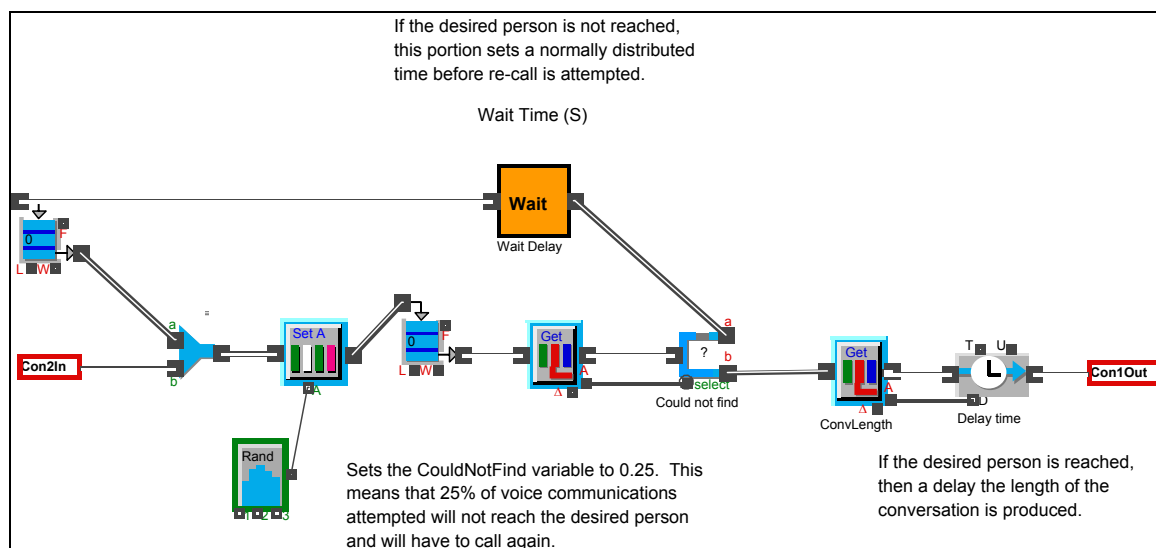 If the desired person is not reached,
this portion sets a normally distributed
time before re-call is attempted.
Wait Time (S)
Wait
Wait Delay
0
F
L W
a
b
Con2In
Set A
A
Rand
1 2 3
0
F
L W
Get
A
Δ
?
a
b
select
Could not find
Get
A
Δ
ConvLength
T U
D
Delay time
Con1Out
Sets the CouldNotFind variable to 0.25. This
means that 25% of voice communications
attempted will not reach the desired person
and will have to call again.
If the desired person is reached,
then a delay the length of the
conversation is produced.